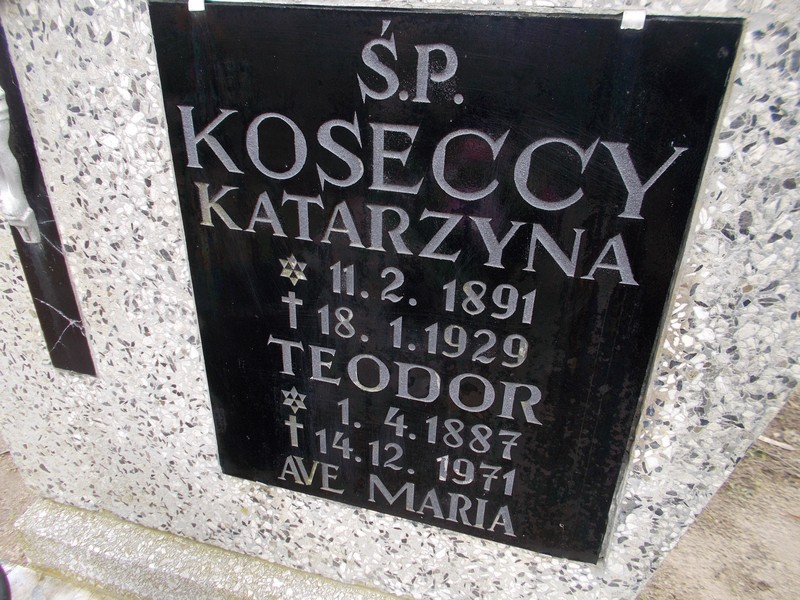 Ś.P.
KOSECCY
KATARZYNA
✡ 11. 2. 1891
✝ 18. 1. 1929
TEODOR
✡ 1. 4. 1887
✝ 14. 12. 1971
AVE MARIA